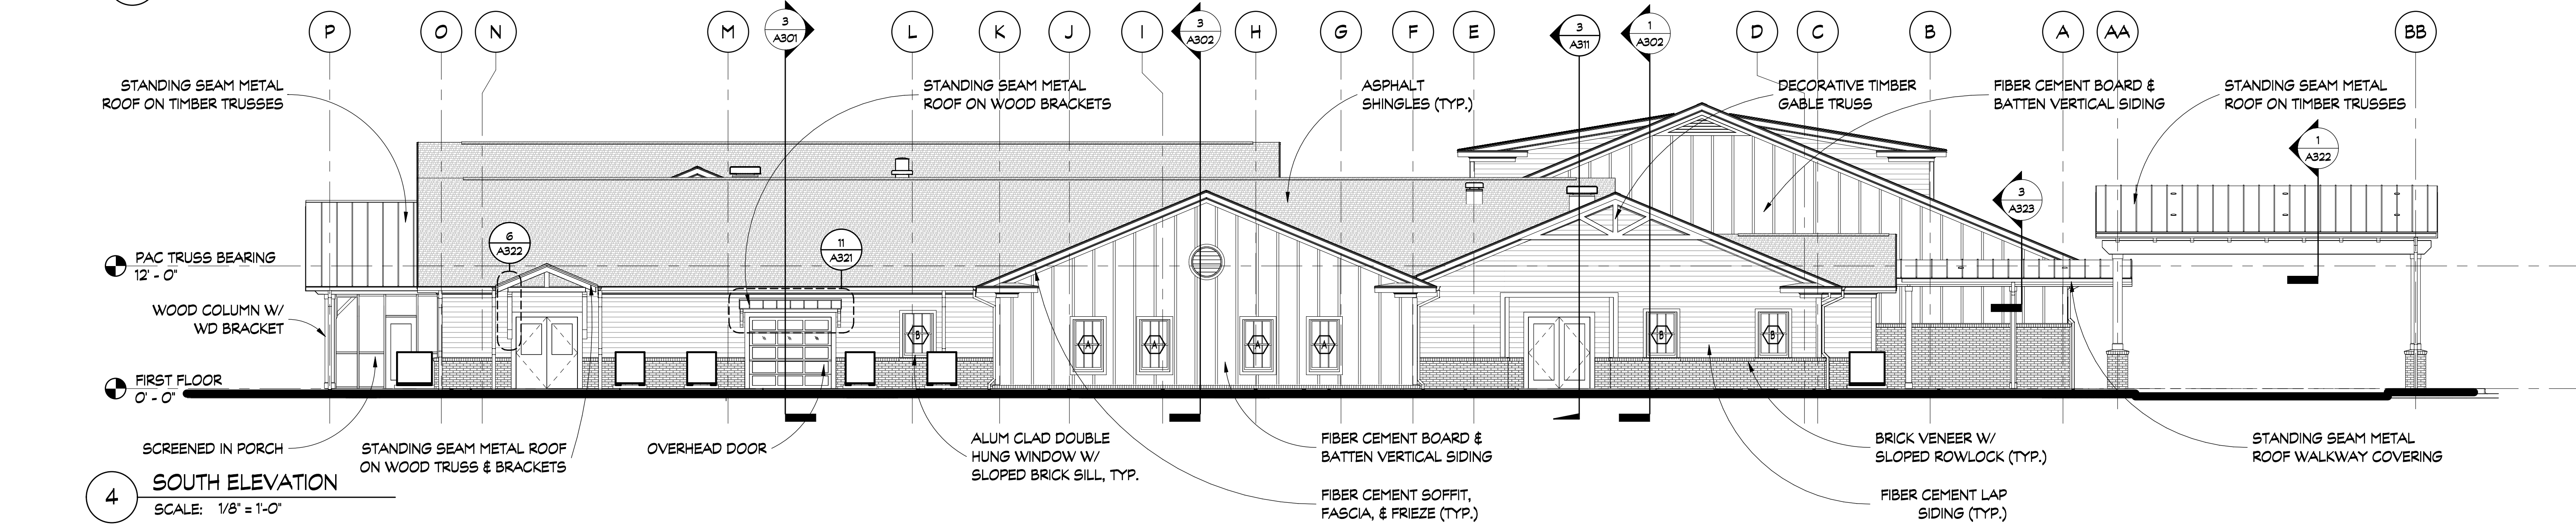 P O N M 3 L K J I 3 H G F E 3 1 D C B A AA BB
A301 A302 A311 A302
STANDING SEAM METAL
ROOF ON TIMBER TRUSSES
STANDING SEAM METAL
ROOF ON WOOD BRACKETS
ASPHALT
SHINGLES (TYP.)
DECORATIVE TIMBER
GABLE TRUSS
FIBER CEMENT BOARD &
BATTEN VERTICAL SIDING
STANDING SEAM METAL
ROOF ON TIMBER TRUSSES
1
A322
3
A323
6
A322
11
A321
PAC TRUSS BEARING
12' - 0"
WOOD COLUMN W/
WD BRACKET
B
A
A
A
A
B
B
FIRST FLOOR
0' - 0"
SCREENED IN PORCH
STANDING SEAM METAL ROOF
ON WOOD TRUSS & BRACKETS
OVERHEAD DOOR
ALUM CLAD DOUBLE
HUNG WINDOW W/
SLOPED BRICK SILL, TYP.
FIBER CEMENT BOARD &
BATTEN VERTICAL SIDING
FIBER CEMENT SOFFIT,
FASCIA, & FRIEZE (TYP.)
BRICK VENEER W/
SLOPED ROWLOCK (TYP.)
FIBER CEMENT LAP
SIDING (TYP.)
STANDING SEAM METAL
ROOF WALKWAY COVERING
4
SOUTH ELEVATION
SCALE: 1/8" = 1'-0"